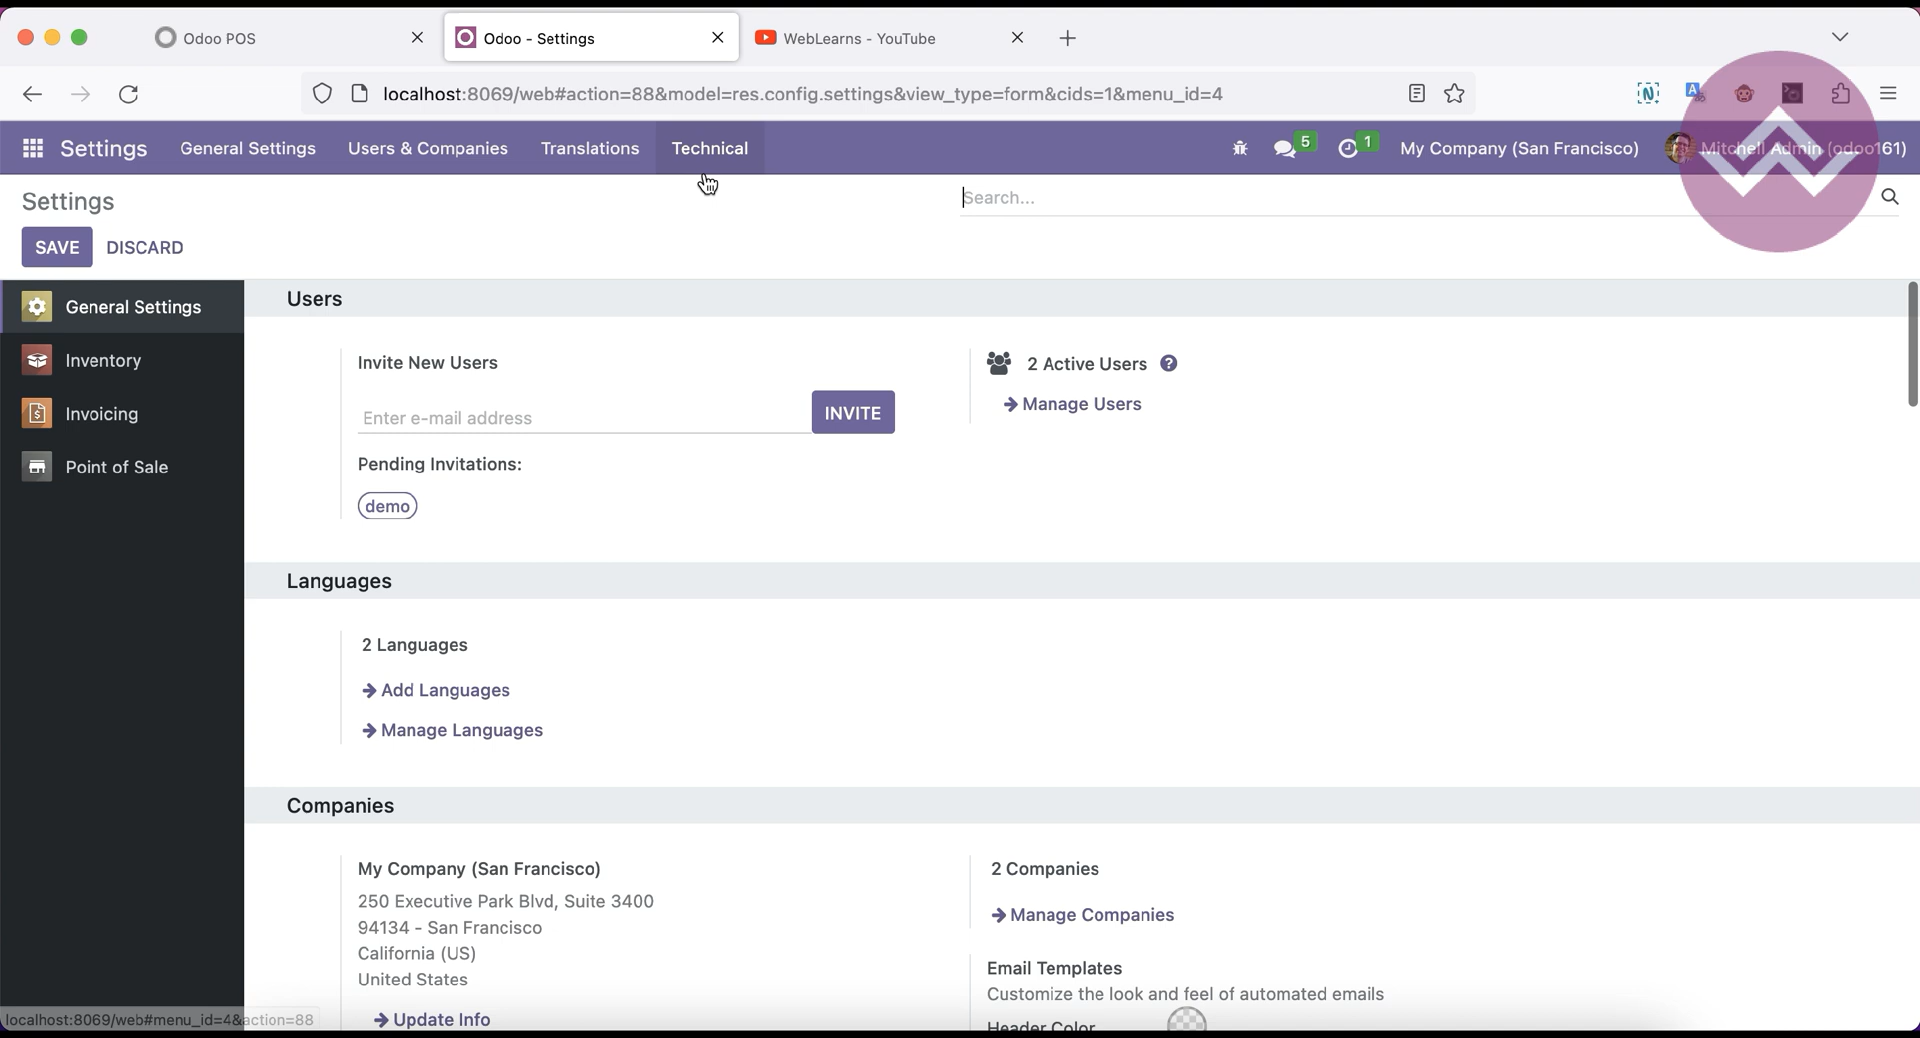 Odoo POS
Odoo - Settings
WebLearns - YouTube
localhost:8069/web#action=88&model=res.config.settings&view_type=form&cids=1&menu_id=4
Settings
General Settings
Users & Companies
Translations
Technical
5
1
My Company (San Francisco)
Mitchell Admin (odoo161)
Settings
Search...
SAVE
DISCARD
General Settings
Inventory
Invoicing
Point of Sale
Users
Invite New Users
Enter e-mail address
INVITE
Pending Invitations:
demo
2 Active Users
Manage Users
Languages
2 Languages
Add Languages
Manage Languages
Companies
My Company (San Francisco)
250 Executive Park Blvd, Suite 3400
94134 - San Francisco
California (US)
United States
Update Info
2 Companies
Manage Companies
Email Templates
Customize the look and feel of automated emails
Header Color
localhost:8069/web#menu_id=4&action=88